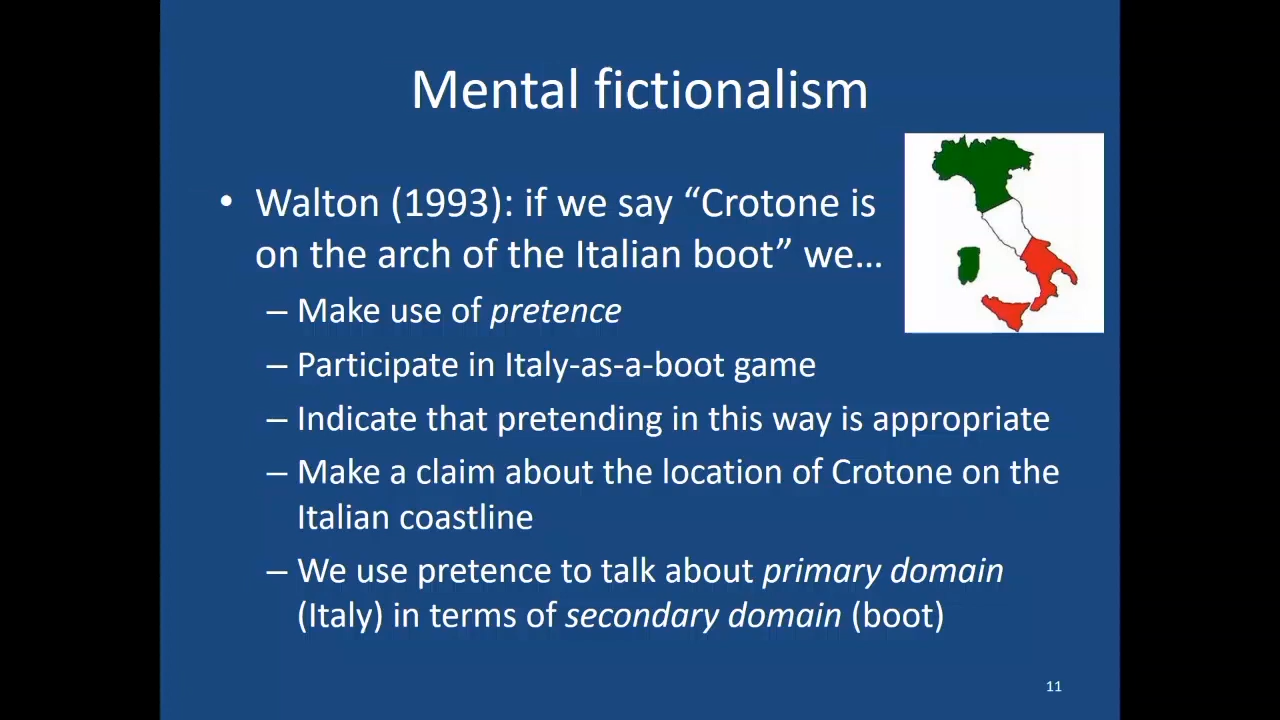 Mental fictionalism
• Walton (1993): if we say “Crotone is
on the arch of the Italian boot” we…
– Make use of pretence
– Participate in Italy-as-a-boot game
– Indicate that pretending in this way is appropriate
– Make a claim about the location of Crotone on the
Italian coastline
– We use pretence to talk about primary domain
(Italy) in terms of secondary domain (boot)
11